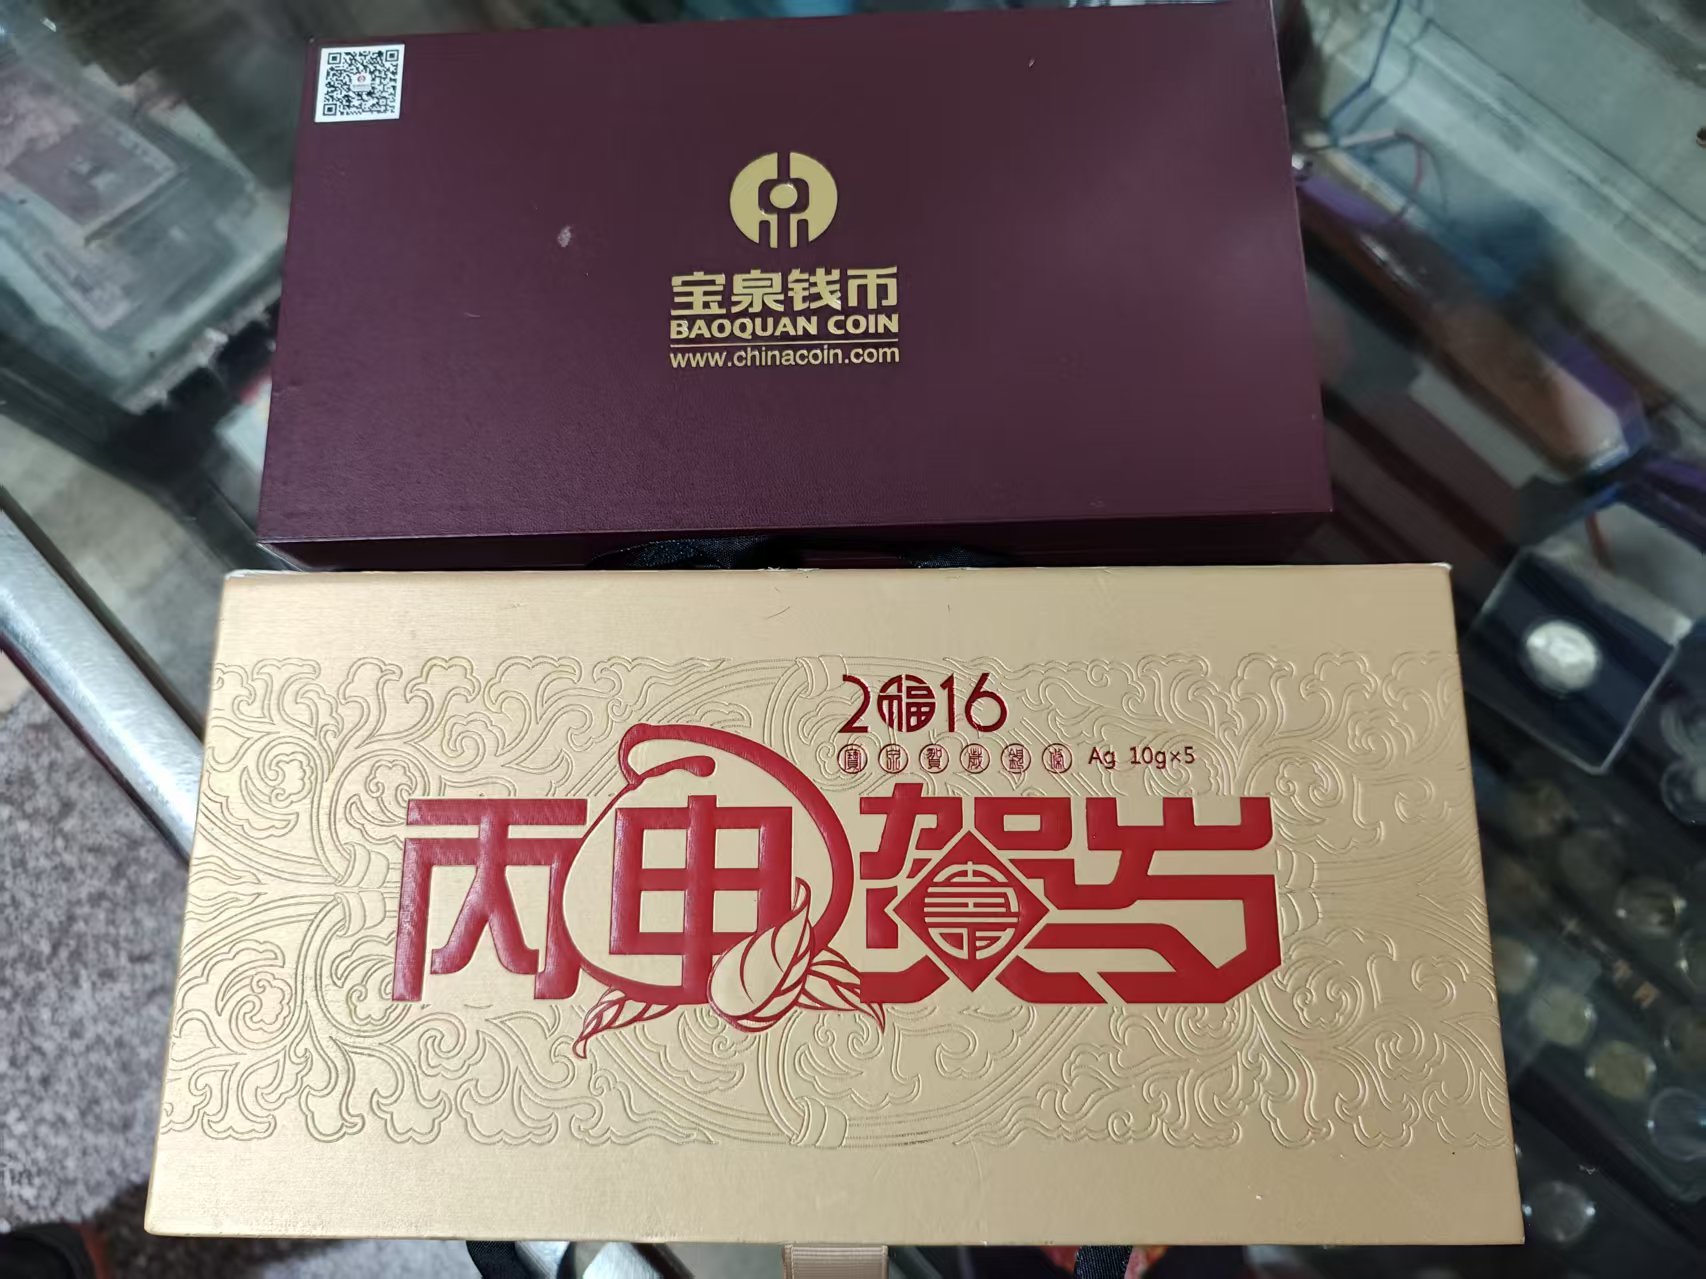 宝泉钱币
BAOQUAN COIN
www.chinacoin.com
2福16
寶泉賀歲銀條 Ag 10g×5
丙申贺岁